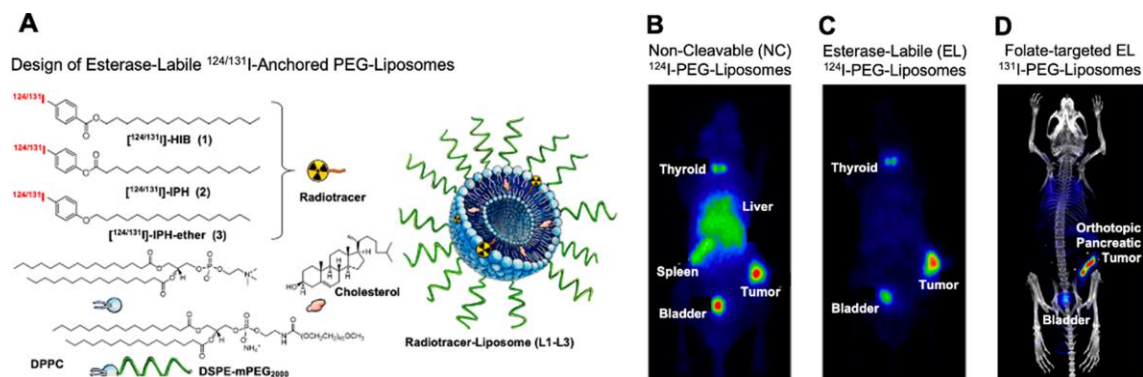 A
Design of Esterase-Labile ¹²⁴/¹³¹I-Anchored PEG-Liposomes
124/131I
[¹²⁴/¹³¹I]-HIB (1)
124/131I
[¹²⁴/¹³¹I]-IPH (2)
124/131I
[¹²⁴/¹³¹I]-IPH-ether (3)
Radiotracer
Cholesterol
DPPC
DSPE-mPEG₂₀₀₀
Radiotracer-Liposome (L1-L3)
B
Non-Cleavable (NC)
¹²⁴I-PEG-Liposomes
Thyroid
Liver
Spleen
Tumor
Bladder
C
Esterase-Labile (EL)
¹²⁴I-PEG-Liposomes
Thyroid
Tumor
Bladder
D
Folate-targeted EL
¹³¹I-PEG-Liposomes
Orthotopic
Pancreatic
Tumor
Bladder